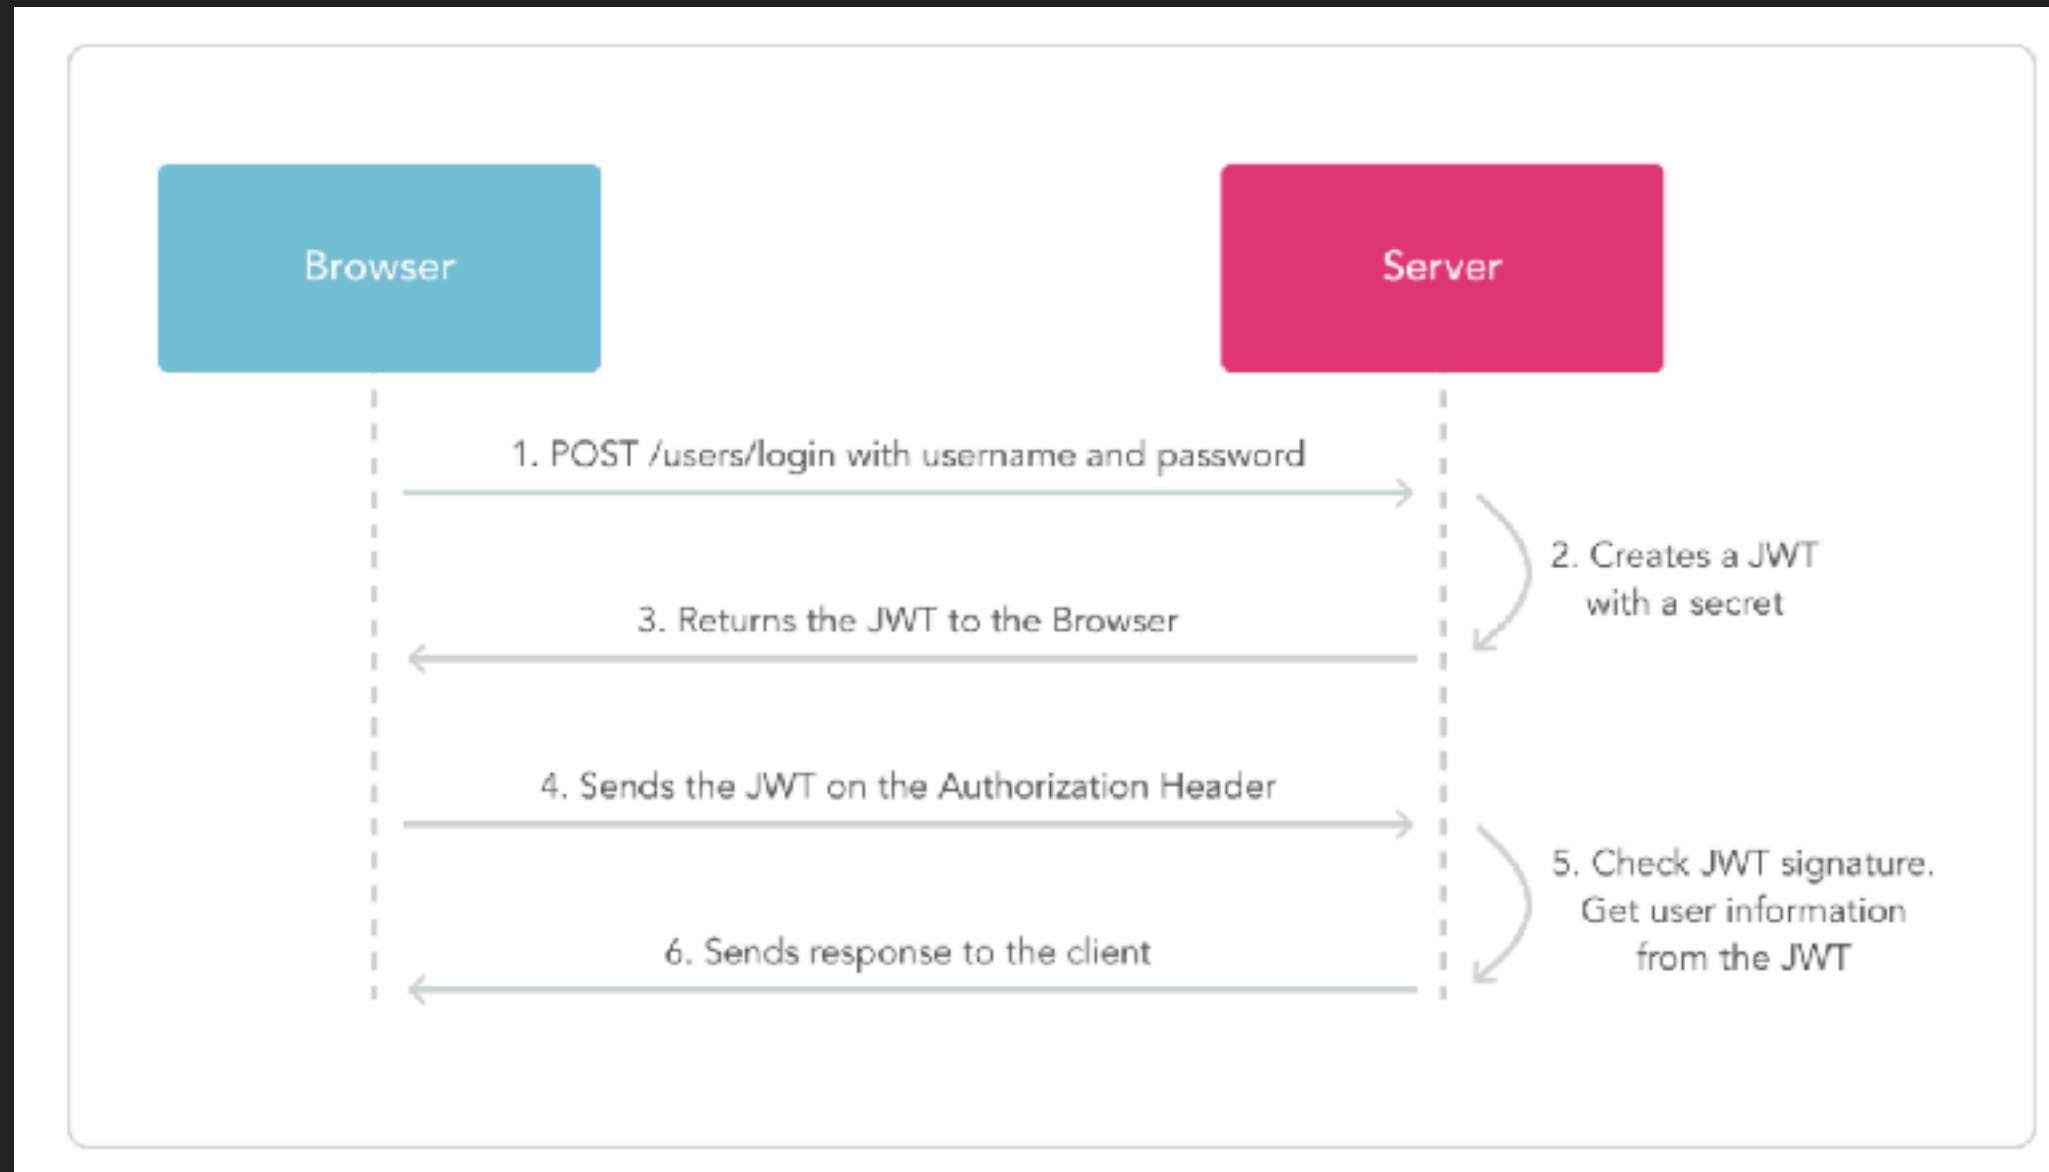 Browser
Server
1. POST /users/login with username and password
2. Creates a JWT
with a secret
3. Returns the JWT to the Browser
4. Sends the JWT on the Authorization Header
5. Check JWT signature.
Get user information
from the JWT
6. Sends response to the client